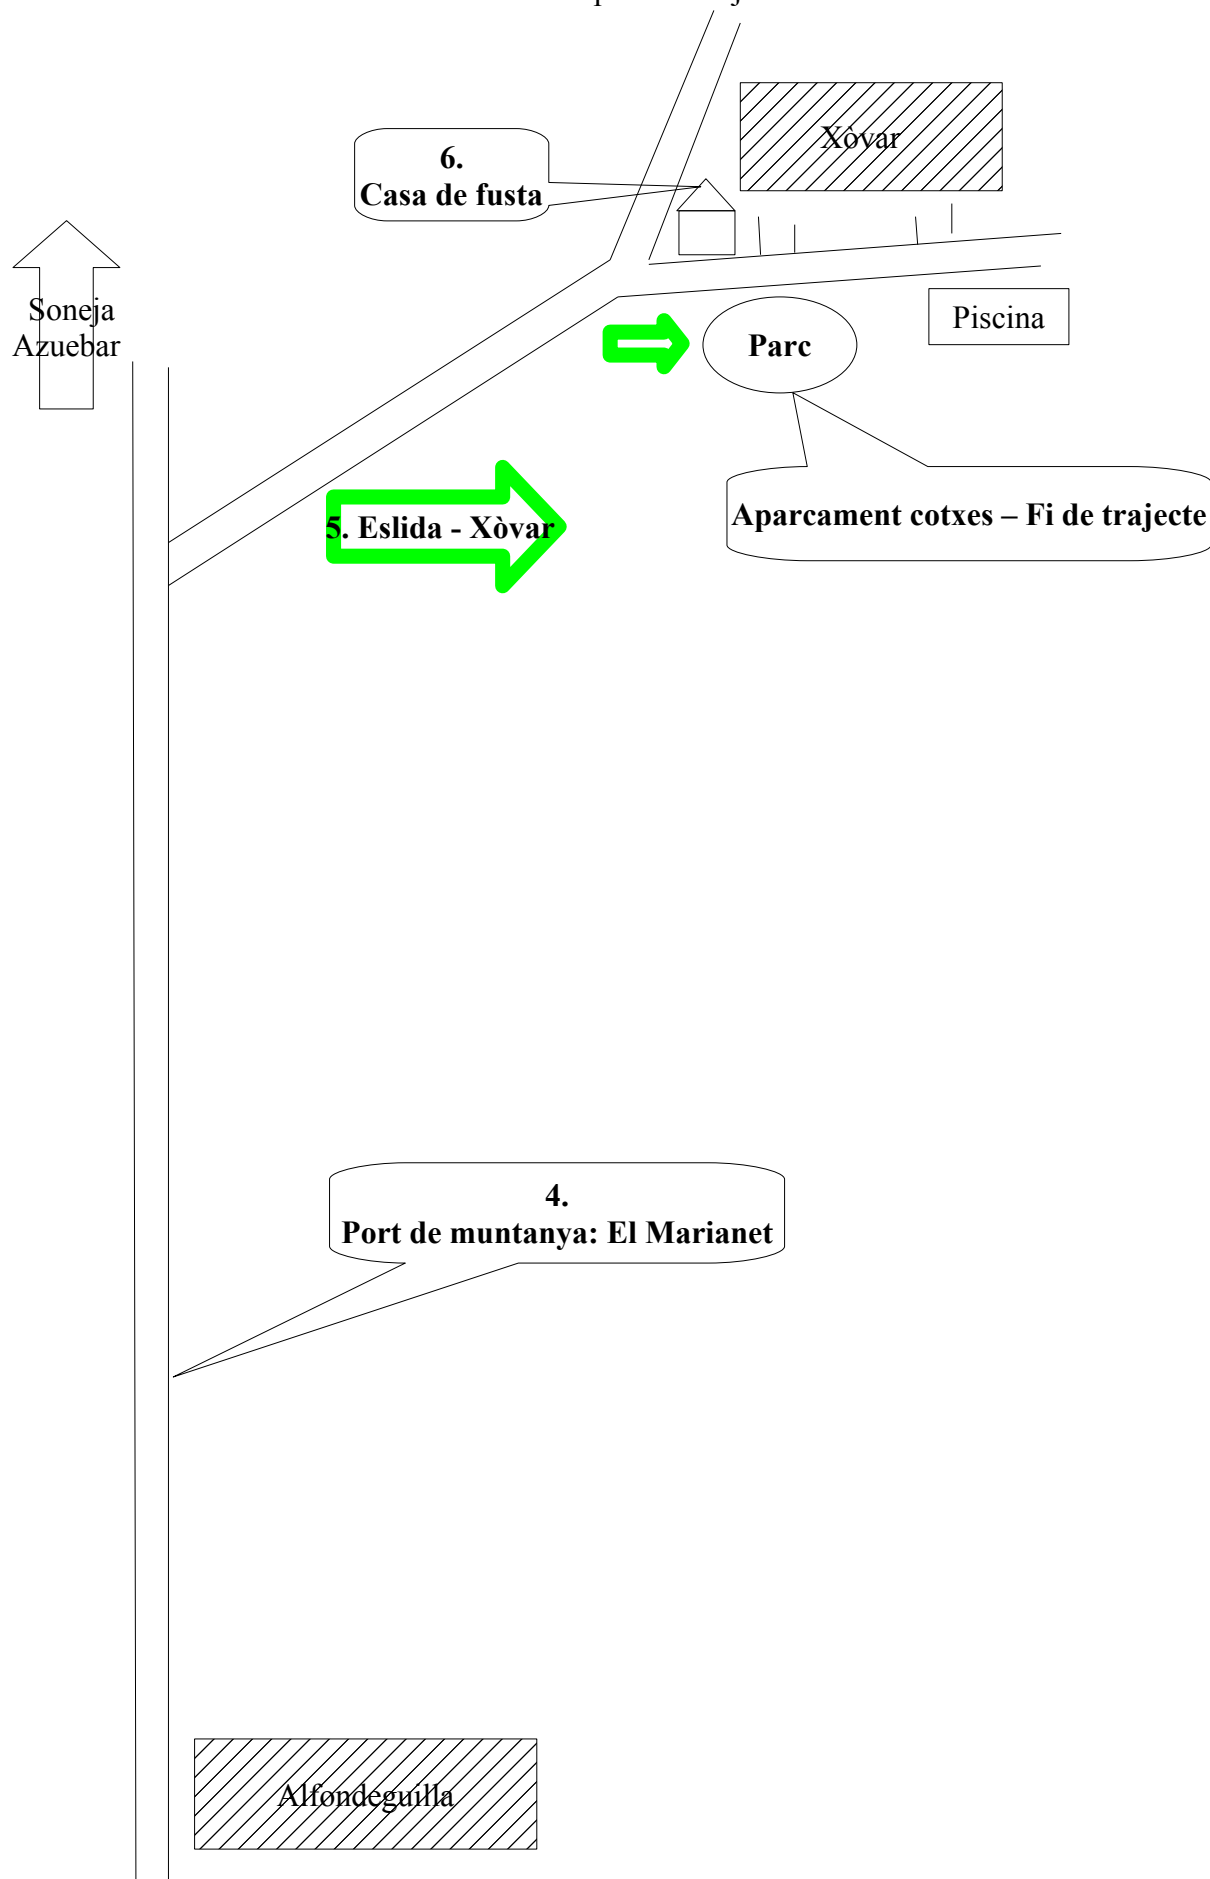 Xòvar
6.
Casa de fusta
Soneja
Azuebar
Piscina
Parc
Aparcament cotxes – Fi de trajecte
5. Eslida - Xòvar
4.
Port de muntanya: El Marianet
Alfondeguilla